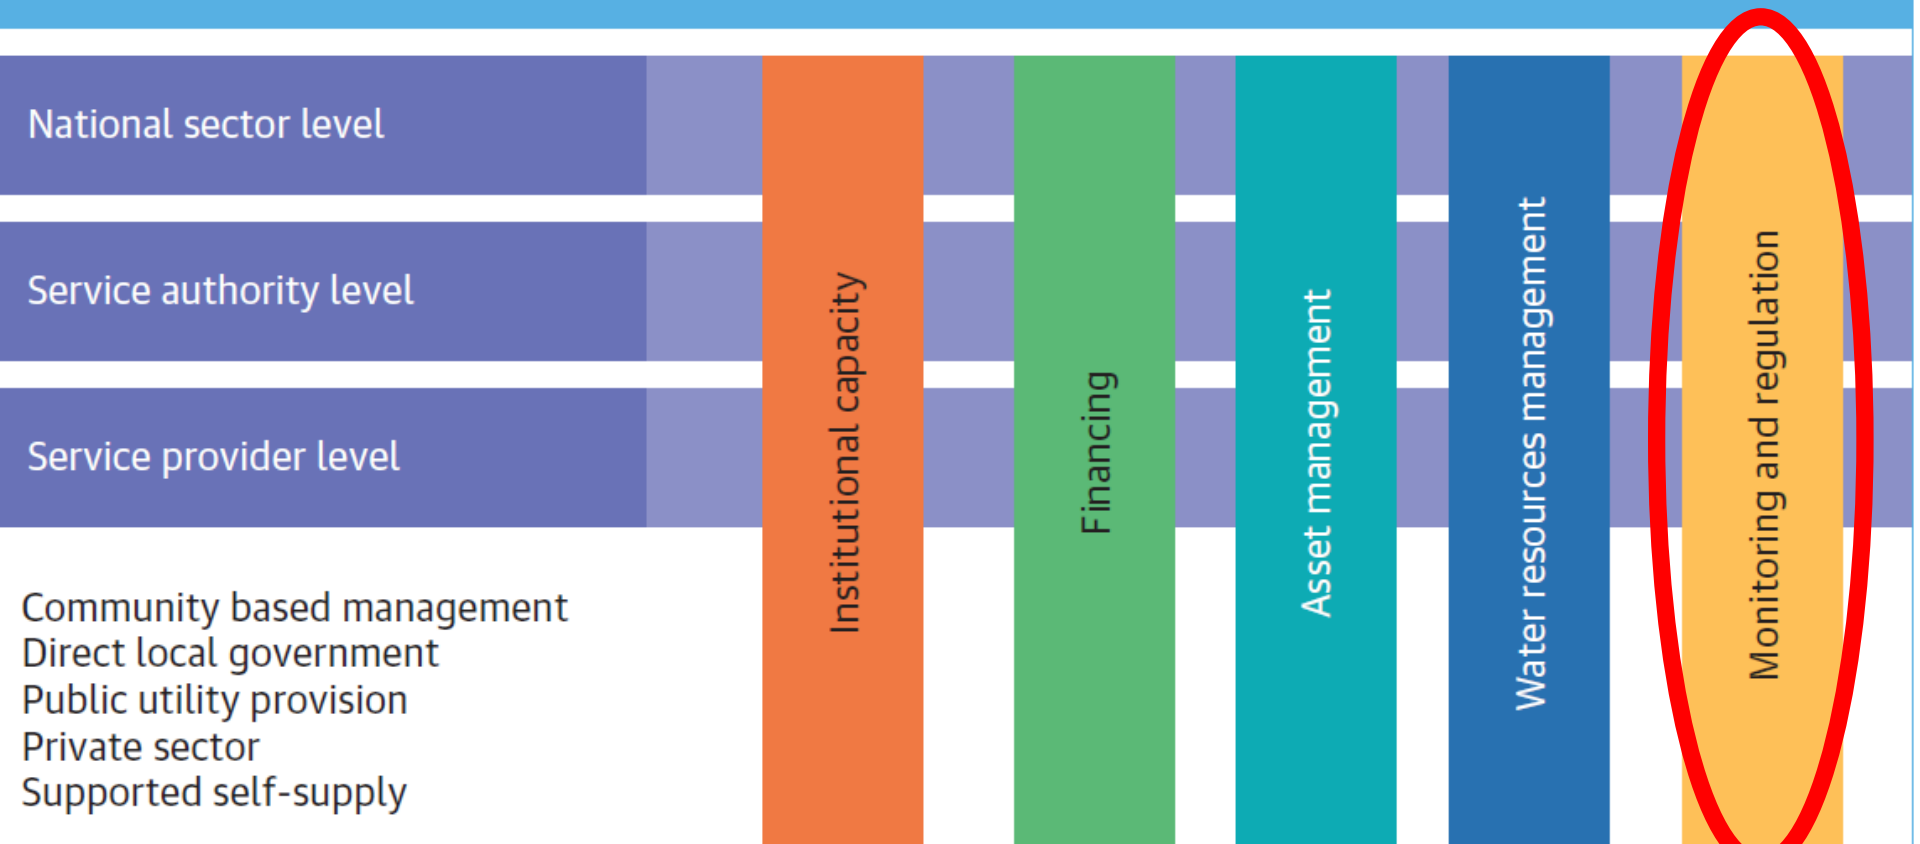 National sector level
Service authority level
Service provider level
Community based management
Direct local government
Public utility provision
Private sector
Supported self-supply
Institutional capacity
Financing
Asset management
Water resources management
Monitoring and regulation